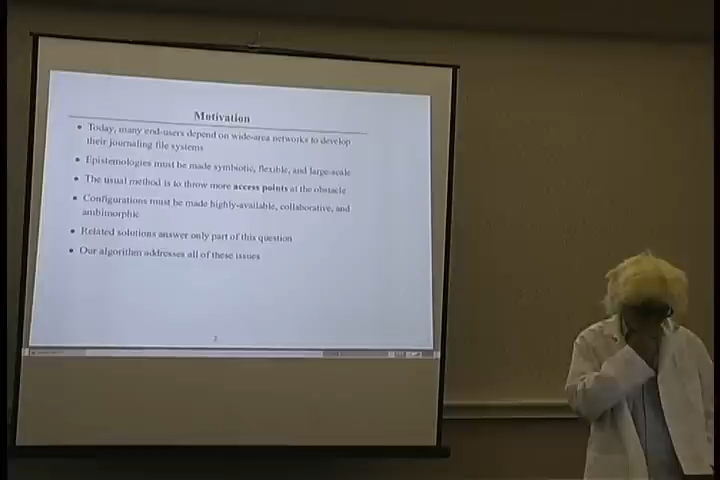 Motivation
• Today, many end-users depend on wide-area networks to develop
their journaling file systems
• Epistemologies must be made symbiotic, flexible, and large-scale
• The usual method is to throw more access points at the obstacle
• Configurations must be made highly-available, collaborative, and
ambimorphic
• Related solutions answer only part of this question
• Our algorithm addresses all of these issues